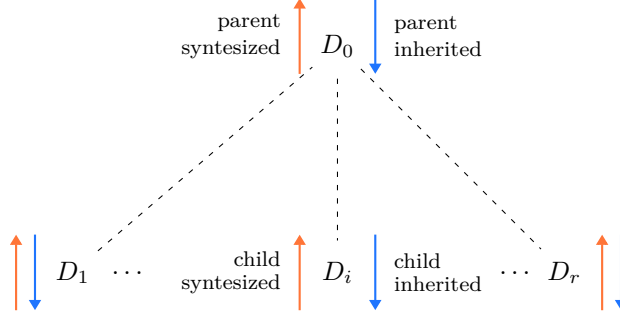 parent
syntesized
D₀
parent
inherited
D₁ ···
child
syntesized
Dᵢ
child
inherited
··· Dᵣ